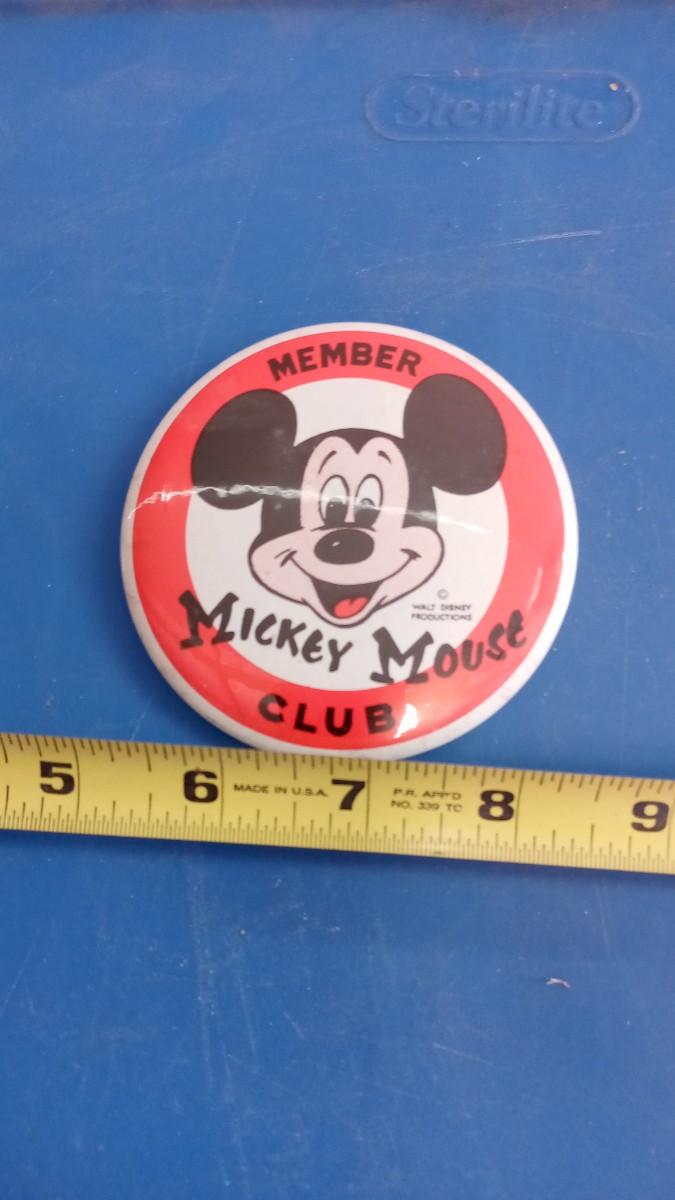 Sterilite
MEMBER
©
WALT DISNEY
PRODUCTIONS
MICKEY MOUSE
CLUB
5 6 MADE IN U.S.A. 7 P.R. APP'D 8 9
NO. 339 TC